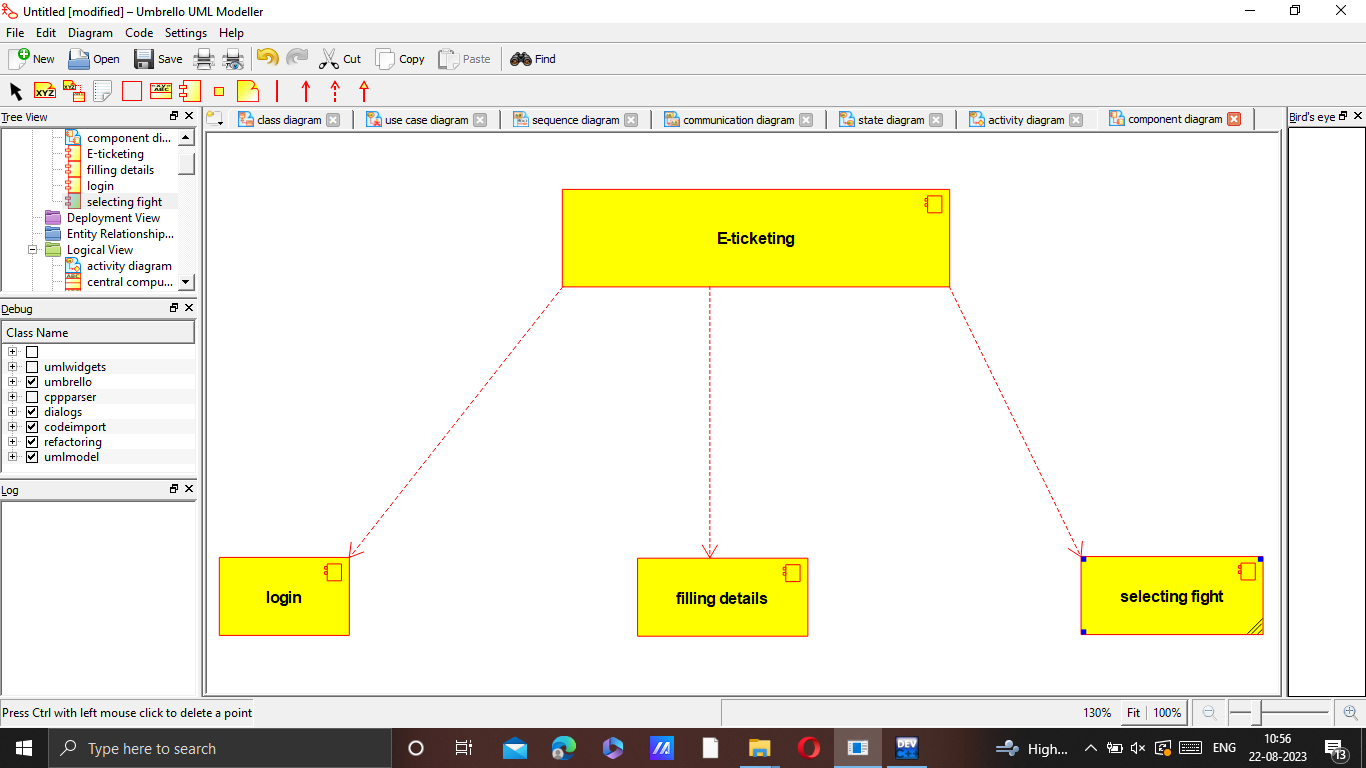 Untitled [modified] – Umbrello UML Modeller
File Edit Diagram Code Settings Help
New Open Save Cut Copy Paste Find
XYZ
Tree View
class diagram use case diagram sequence diagram communication diagram state diagram activity diagram component diagram
Bird's eye
component di...
E-ticketing
filling details
login
selecting fight
Deployment View
Entity Relationship...
Logical View
activity diagram
central compu...
Debug
Class Name
umlwidgets
umbrello
cppparser
dialogs
codeimport
refactoring
umlmodel
Log
E-ticketing
login
filling details
selecting fight
Press Ctrl with left mouse click to delete a point
130% Fit 100%
Type here to search
DEV
High...
ENG
10:56
22-08-2023
13